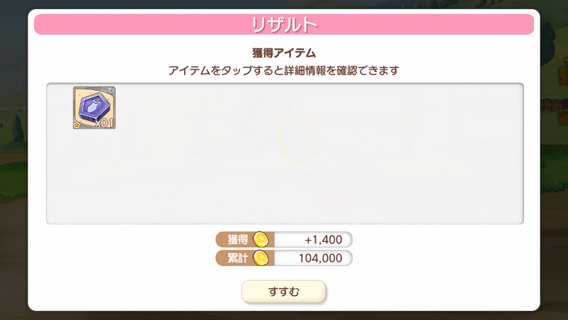 リザルト
獲得アイテム
アイテムをタップすると詳細情報を確認できます
x01
獲得 +1,400
累計 104,000
すすむ